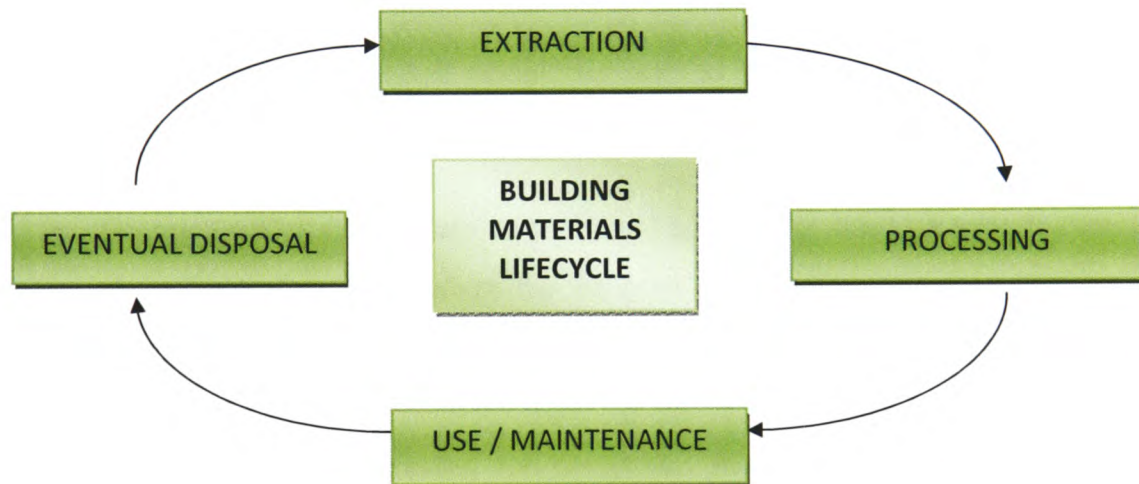 EXTRACTION
BUILDING
MATERIALS
LIFECYCLE
EVENTUAL DISPOSAL
PROCESSING
USE / MAINTENANCE